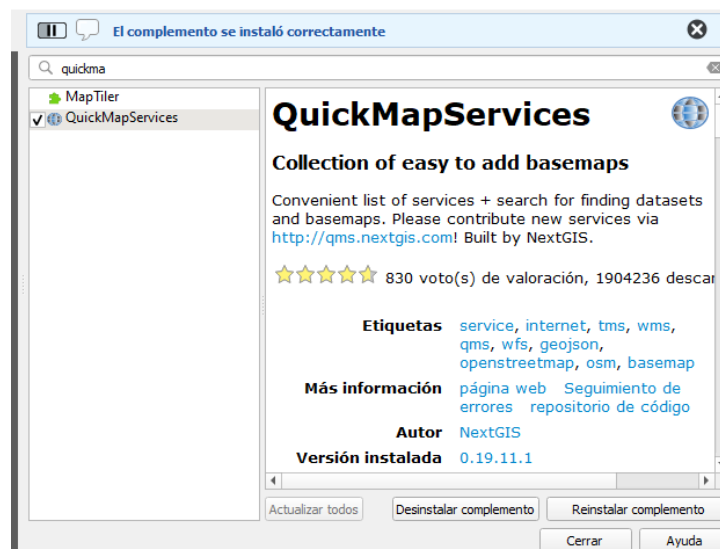 El complemento se instaló correctamente
quickma
MapTiler
QuickMapServices
QuickMapServices
Collection of easy to add basemaps
Convenient list of services + search for finding datasets
and basemaps. Please contribute new services via
http://qms.nextgis.com! Built by NextGIS.
830 voto(s) de valoración, 1904236 descar
Etiquetas service, internet, tms, wms,
qms, wfs, geojson,
openstreetmap, osm, basemap
Más información página web Seguimiento de
errores repositorio de código
Autor NextGIS
Versión instalada 0.19.11.1
Actualizar todos Desinstalar complemento Reinstalar complemento
Cerrar Ayuda